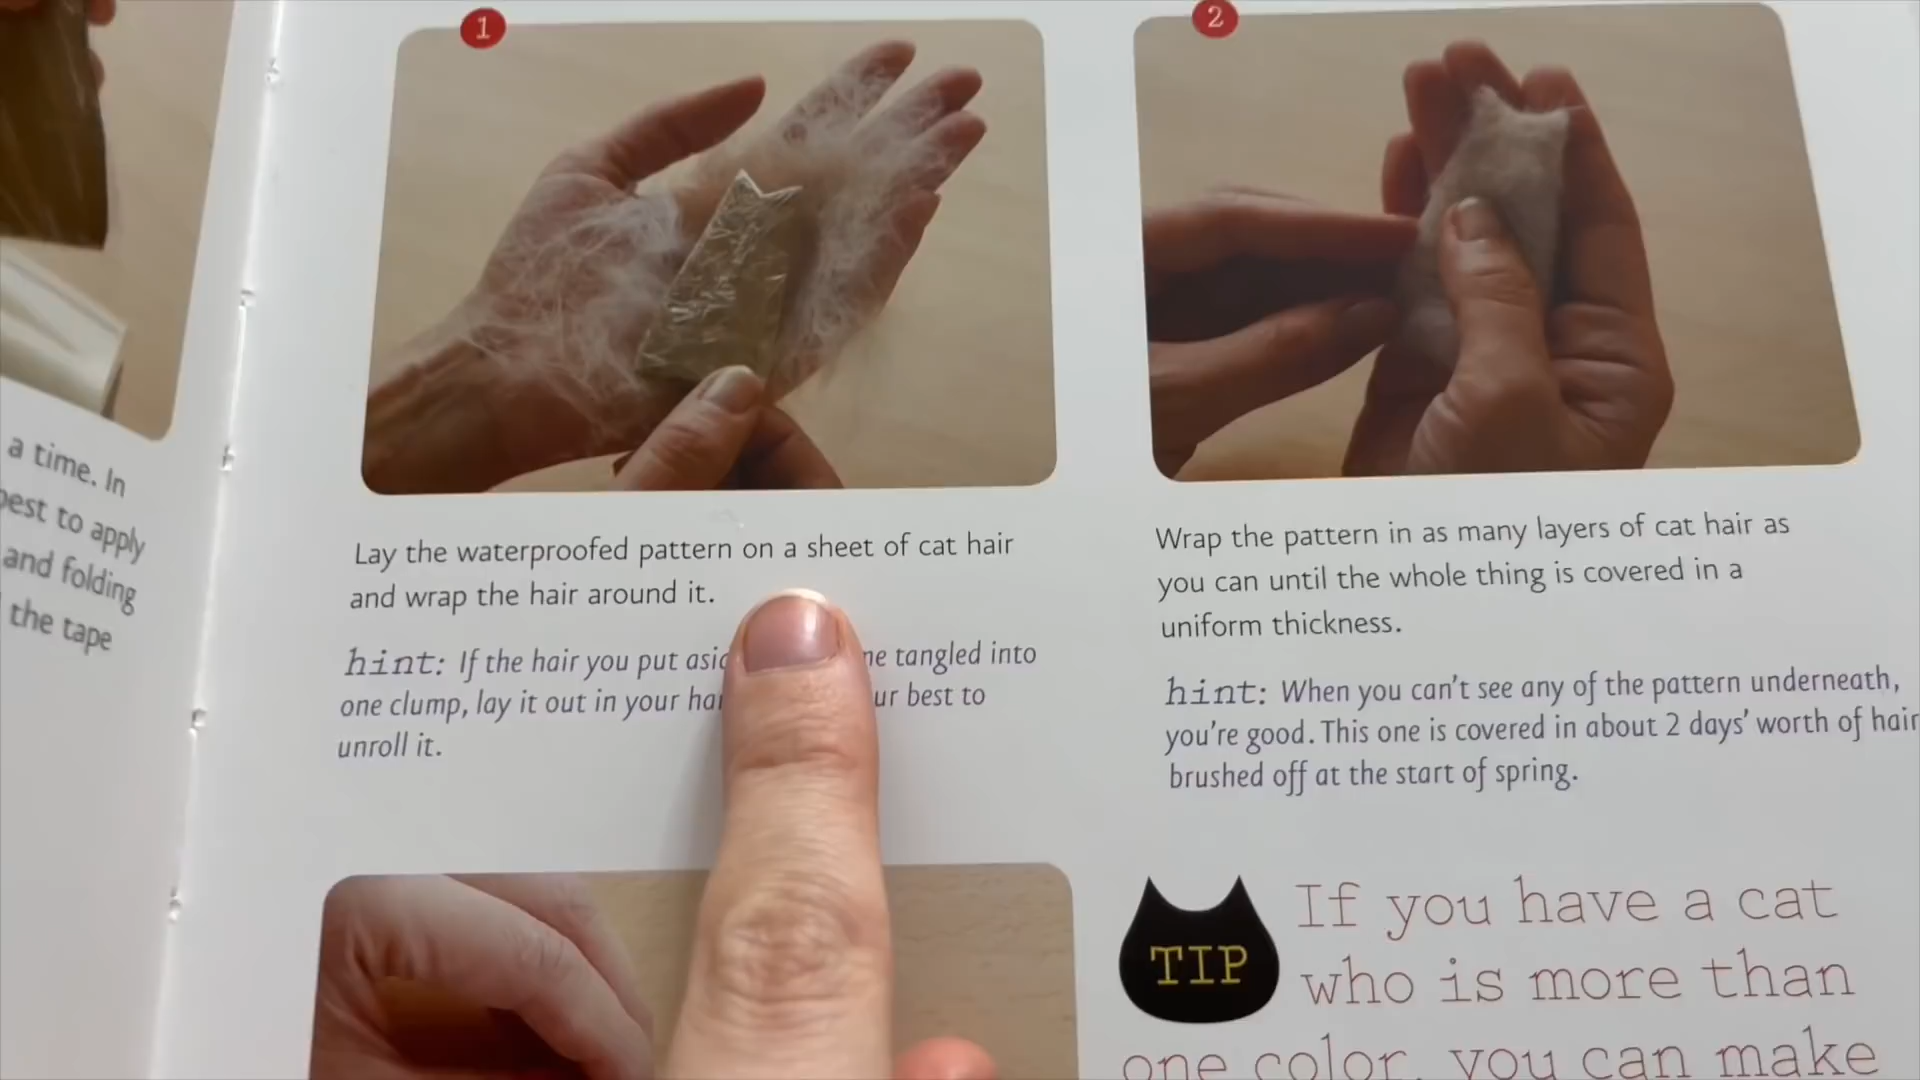 a time. In
best to apply
and folding
the tape
1
Lay the waterproofed pattern on a sheet of cat hair
and wrap the hair around it.
hint: If the hair you put tangled into
one clump, lay it out in your best to
unroll it.
2
Wrap the pattern in as many layers of cat hair as
you can until the whole thing is covered in a
uniform thickness.
hint: When you can't see any of the pattern underneath,
you're good. This one is covered in about 2 days' worth of hair
brushed off at the start of spring.
TIP
If you have a cat
who is more than
one color, you can make